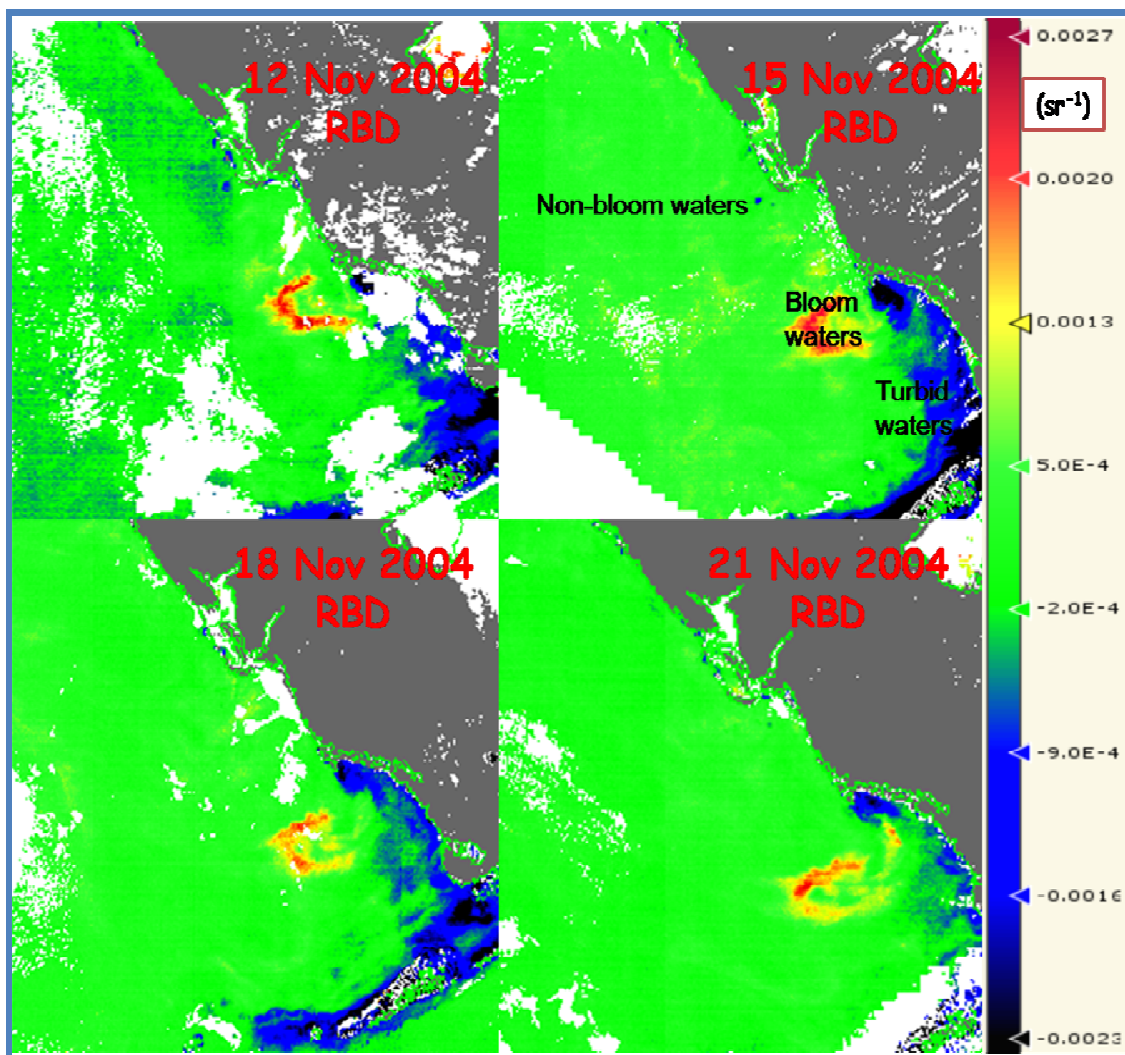 12 Nov 2004
RBD
15 Nov 2004
RBD
Non-bloom waters
Bloom
waters
Turbid
waters
18 Nov 2004
RBD
21 Nov 2004
RBD
0.0027
(sr⁻¹)
0.0020
0.0013
5.0E-4
-2.0E-4
-9.0E-4
-0.0016
-0.0023